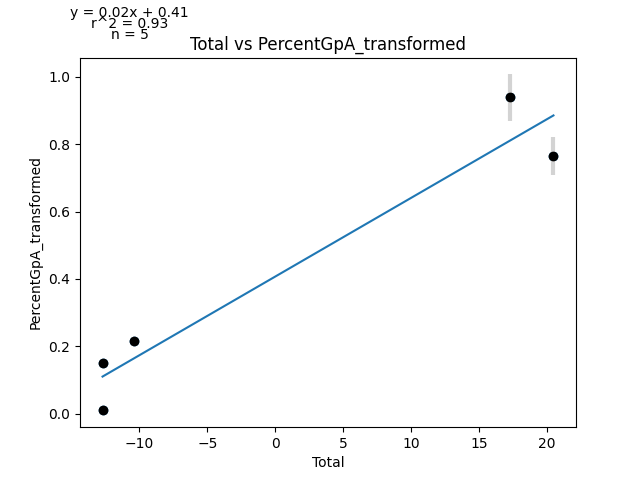 y = 0.02x + 0.41
r^2 = 0.93
n = 5
Total vs PercentGpA_transformed
1.0
0.8
0.6
0.4
0.2
0.0
PercentGpA_transformed
−10
−5
0
5
10
15
20
Total